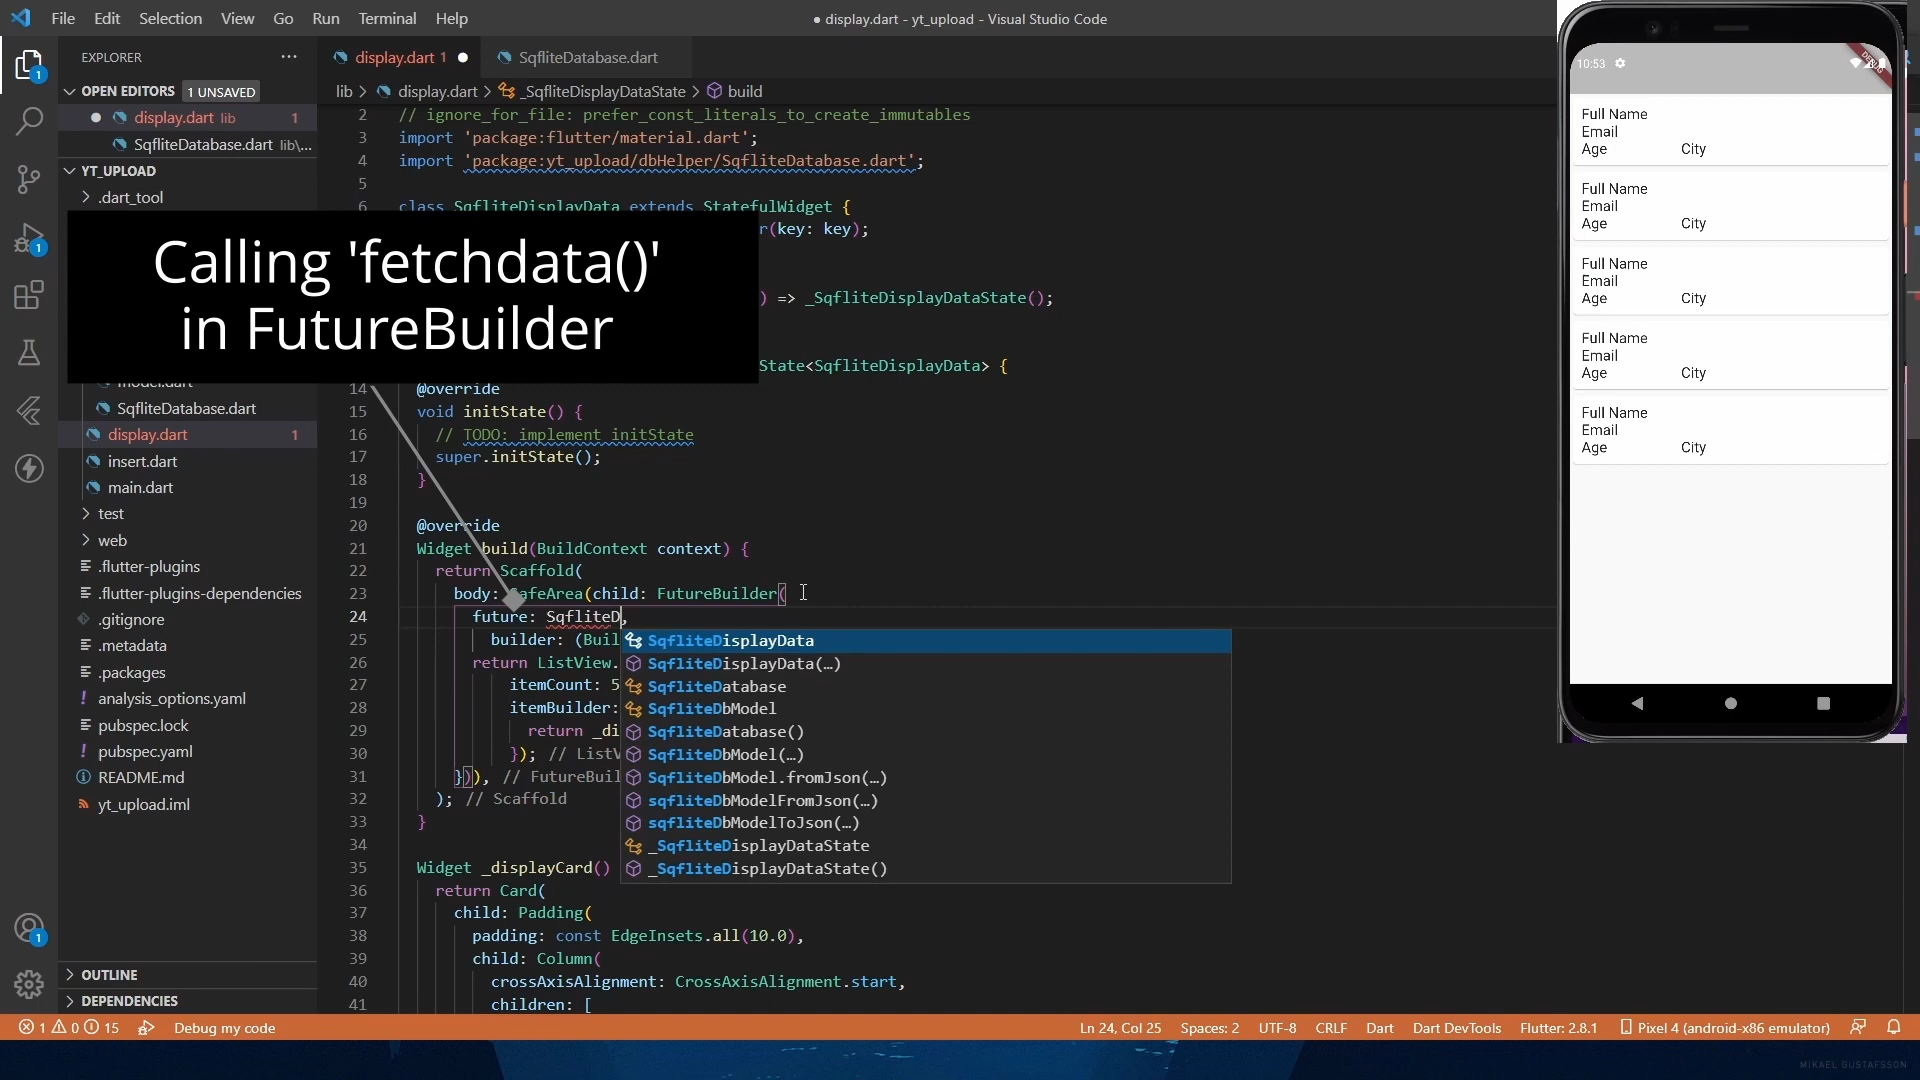 File Edit Selection View Go Run Terminal Help
● display.dart - yt_upload - Visual Studio Code
EXPLORER
OPEN EDITORS 1 UNSAVED
display.dart lib 1
SqfliteDatabase.dart lib\...
YT_UPLOAD
.dart_tool
model.dart
SqfliteDatabase.dart
display.dart 1
insert.dart
main.dart
test
web
.flutter-plugins
.flutter-plugins-dependencies
.gitignore
.metadata
.packages
analysis_options.yaml
pubspec.lock
pubspec.yaml
README.md
yt_upload.iml
OUTLINE
DEPENDENCIES
1
1
1
Calling 'fetchdata()'
in FutureBuilder
display.dart 1 ● SqfliteDatabase.dart
lib > display.dart > _SqfliteDisplayDataState > build
2 // ignore_for_file: prefer_const_literals_to_create_immutables
3 import 'package:flutter/material.dart';
4 import 'package:yt_upload/dbHelper/SqfliteDatabase.dart';
5
6 class SqfliteDisplayData extends StatefulWidget {
r(key: key);
) => _SqfliteDisplayDataState();
State<SqfliteDisplayData> {
14 @override
15 void initState() {
16 // TODO: implement initState
17 super.initState();
18 }
19
20 @override
21 Widget build(BuildContext context) {
22 return Scaffold(
23 body: SafeArea(child: FutureBuilder(
24 future: SqfliteD,
25 builder: (Buil
26 return ListView.
27 itemCount: 5
28 itemBuilder:
29 return _di
30 }); // ListV
31 })), // FutureBuil
32 ); // Scaffold
33 }
34
35 Widget _displayCard()
36 return Card(
37 child: Padding(
38 padding: const EdgeInsets.all(10.0),
39 child: Column(
40 crossAxisAlignment: CrossAxisAlignment.start,
41 children: [
SqfliteDisplayData
SqfliteDisplayData(…)
SqfliteDatabase
SqfliteDbModel
SqfliteDatabase()
SqfliteDbModel(…)
SqfliteDbModel.fromJson(…)
sqfliteDbModelFromJson(…)
sqfliteDbModelToJson(…)
_SqfliteDisplayDataState
_SqfliteDisplayDataState()
10:53
DEBUG
Full Name
Email
Age City
Full Name
Email
Age City
Full Name
Email
Age City
Full Name
Email
Age City
Full Name
Email
Age City
1 0 15 Debug my code Ln 24, Col 25 Spaces: 2 UTF-8 CRLF Dart Dart DevTools Flutter: 2.8.1 Pixel 4 (android-x86 emulator)
MIKAEL GUSTAFSSON